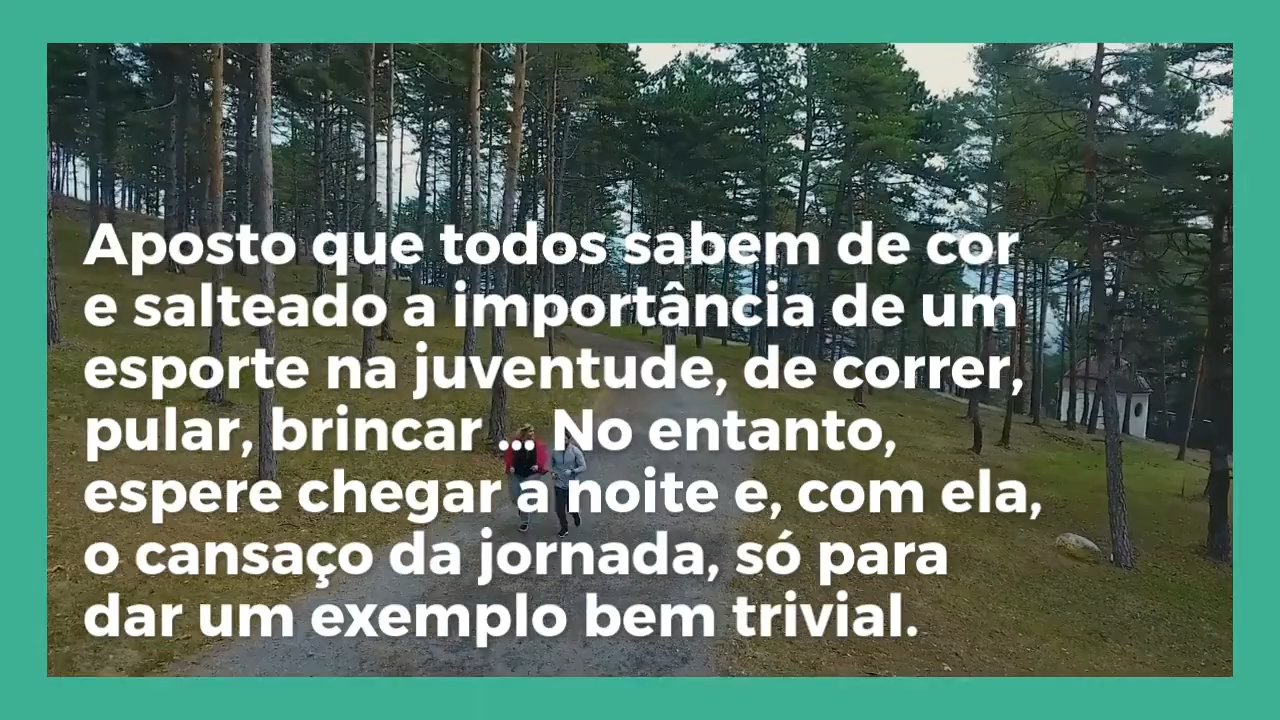 Aposto que todos sabem de cor
e salteado a importância de um
esporte na juventude, de correr,
pular, brincar ... No entanto,
espere chegar a noite e, com ela,
o cansaço da jornada, só para
dar um exemplo bem trivial.